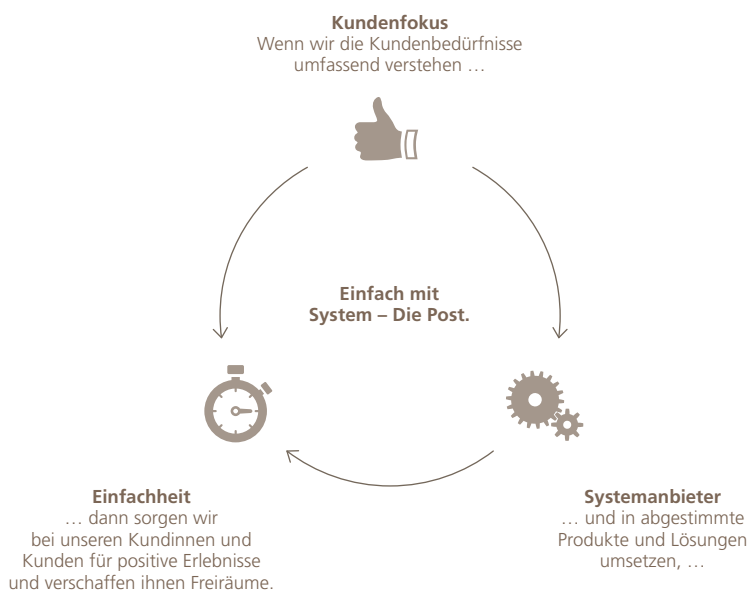 Kundenfokus
Wenn wir die Kundenbedürfnisse
umfassend verstehen …
Einfach mit
System – Die Post.
Einfachheit
… dann sorgen wir
bei unseren Kundinnen und
Kunden für positive Erlebnisse
und verschaffen ihnen Freiräume.
Systemanbieter
… und in abgestimmte
Produkte und Lösungen
umsetzen, …